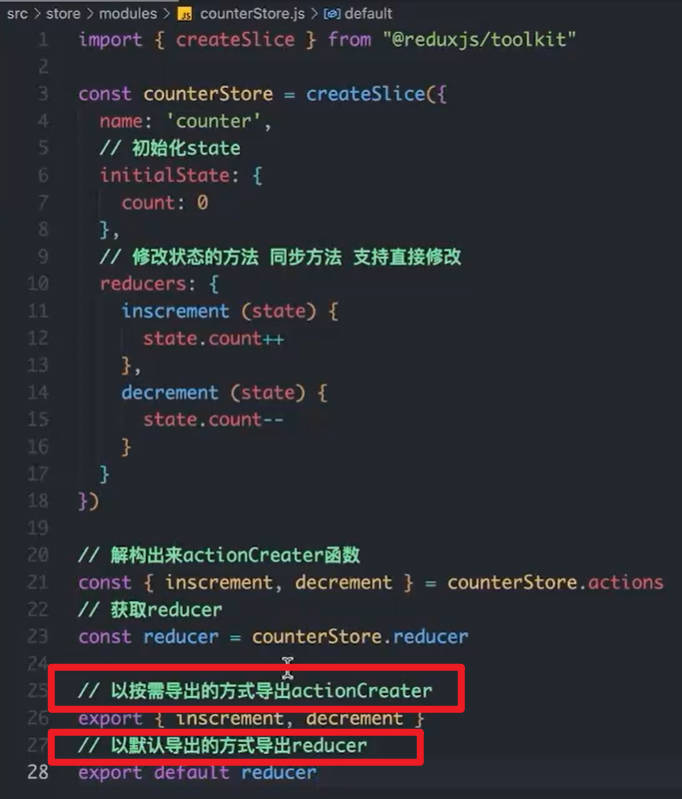 src > store > modules > JS counterStore.js > default
1 import { createSlice } from "@reduxjs/toolkit"
2
3 const counterStore = createSlice({
4   name: 'counter',
5   // 初始化state
6   initialState: {
7     count: 0
8   },
9   // 修改状态的方法 同步方法 支持直接修改
10   reducers: {
11     inscrement (state) {
12       state.count++
13     },
14     decrement (state) {
15       state.count--
16     }
17   }
18 })
19
20 // 解构出来actionCreater函数
21 const { inscrement, decrement } = counterStore.actions
22 // 获取reducer
23 const reducer = counterStore.reducer
24
25 // 以按需导出的方式导出actionCreater
26 export { inscrement, decrement }
27 // 以默认导出的方式导出reducer
28 export default reducer